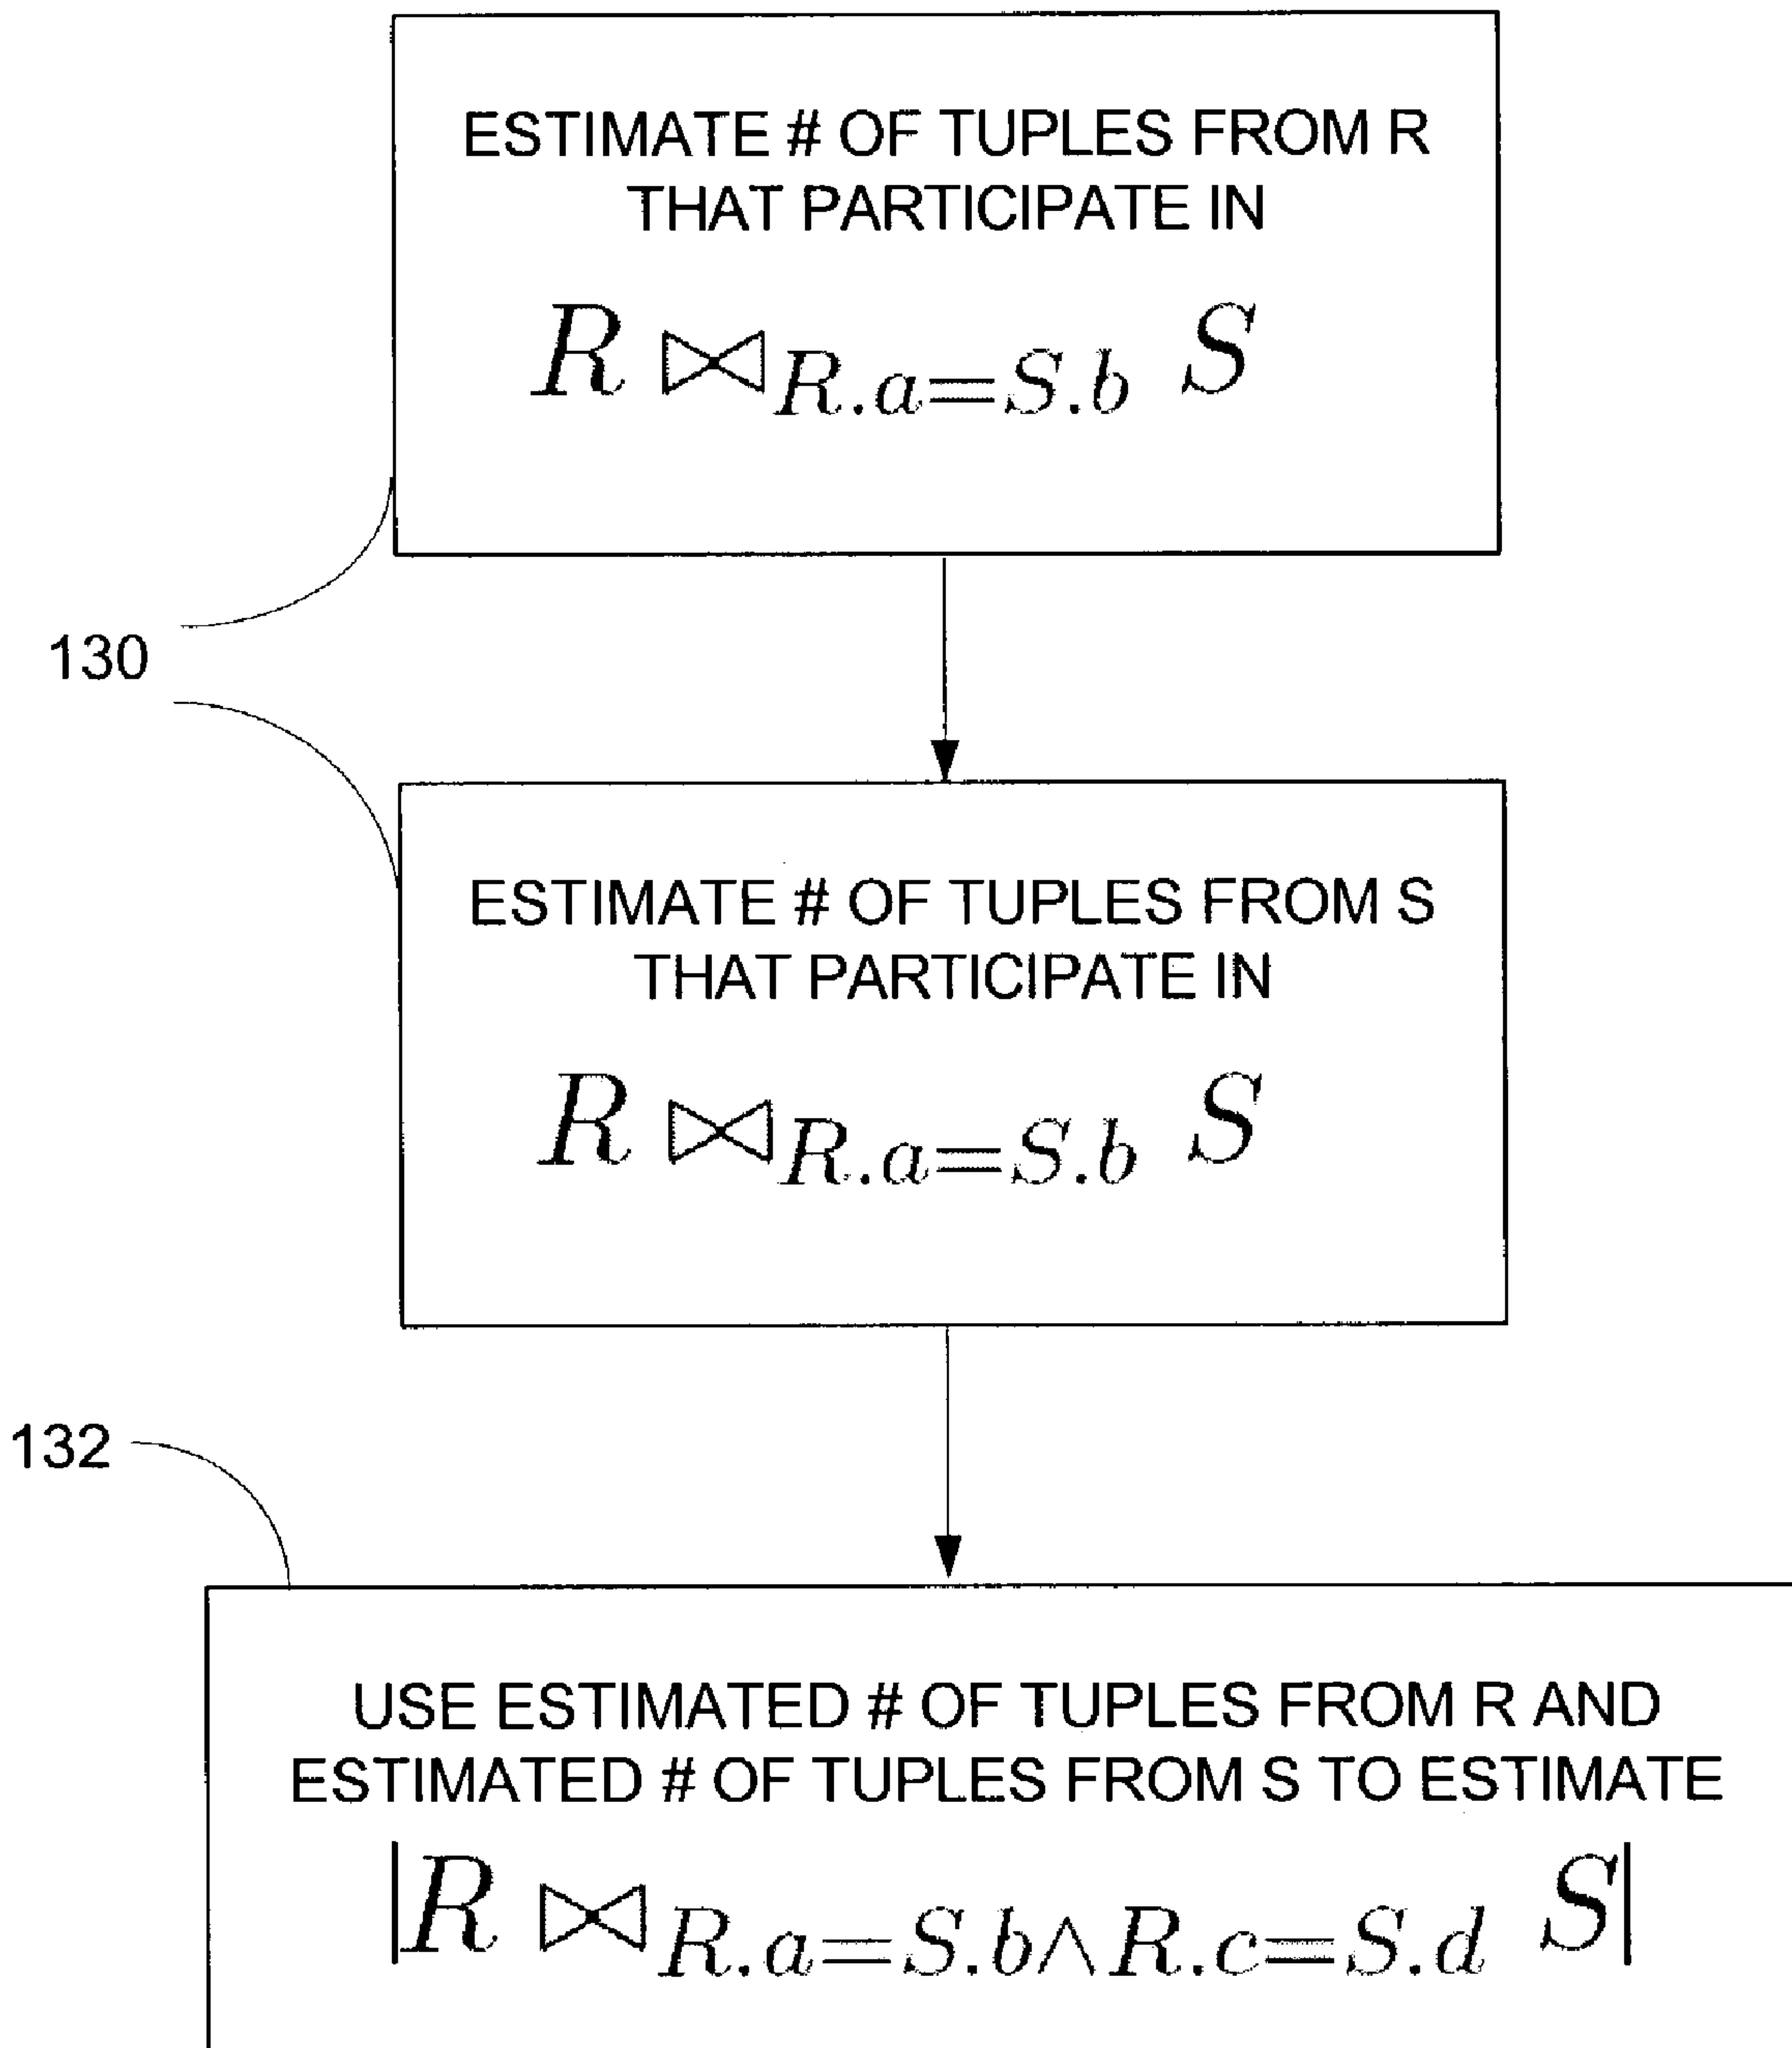 ESTIMATE # OF TUPLES FROM R
THAT PARTICIPATE IN
R ⋈R.a=S.b S
130
ESTIMATE # OF TUPLES FROM S
THAT PARTICIPATE IN
R ⋈R.a=S.b S
132
USE ESTIMATED # OF TUPLES FROM R AND
ESTIMATED # OF TUPLES FROM S TO ESTIMATE
|R ⋈R.a=S.b∧R.c=S.d S|